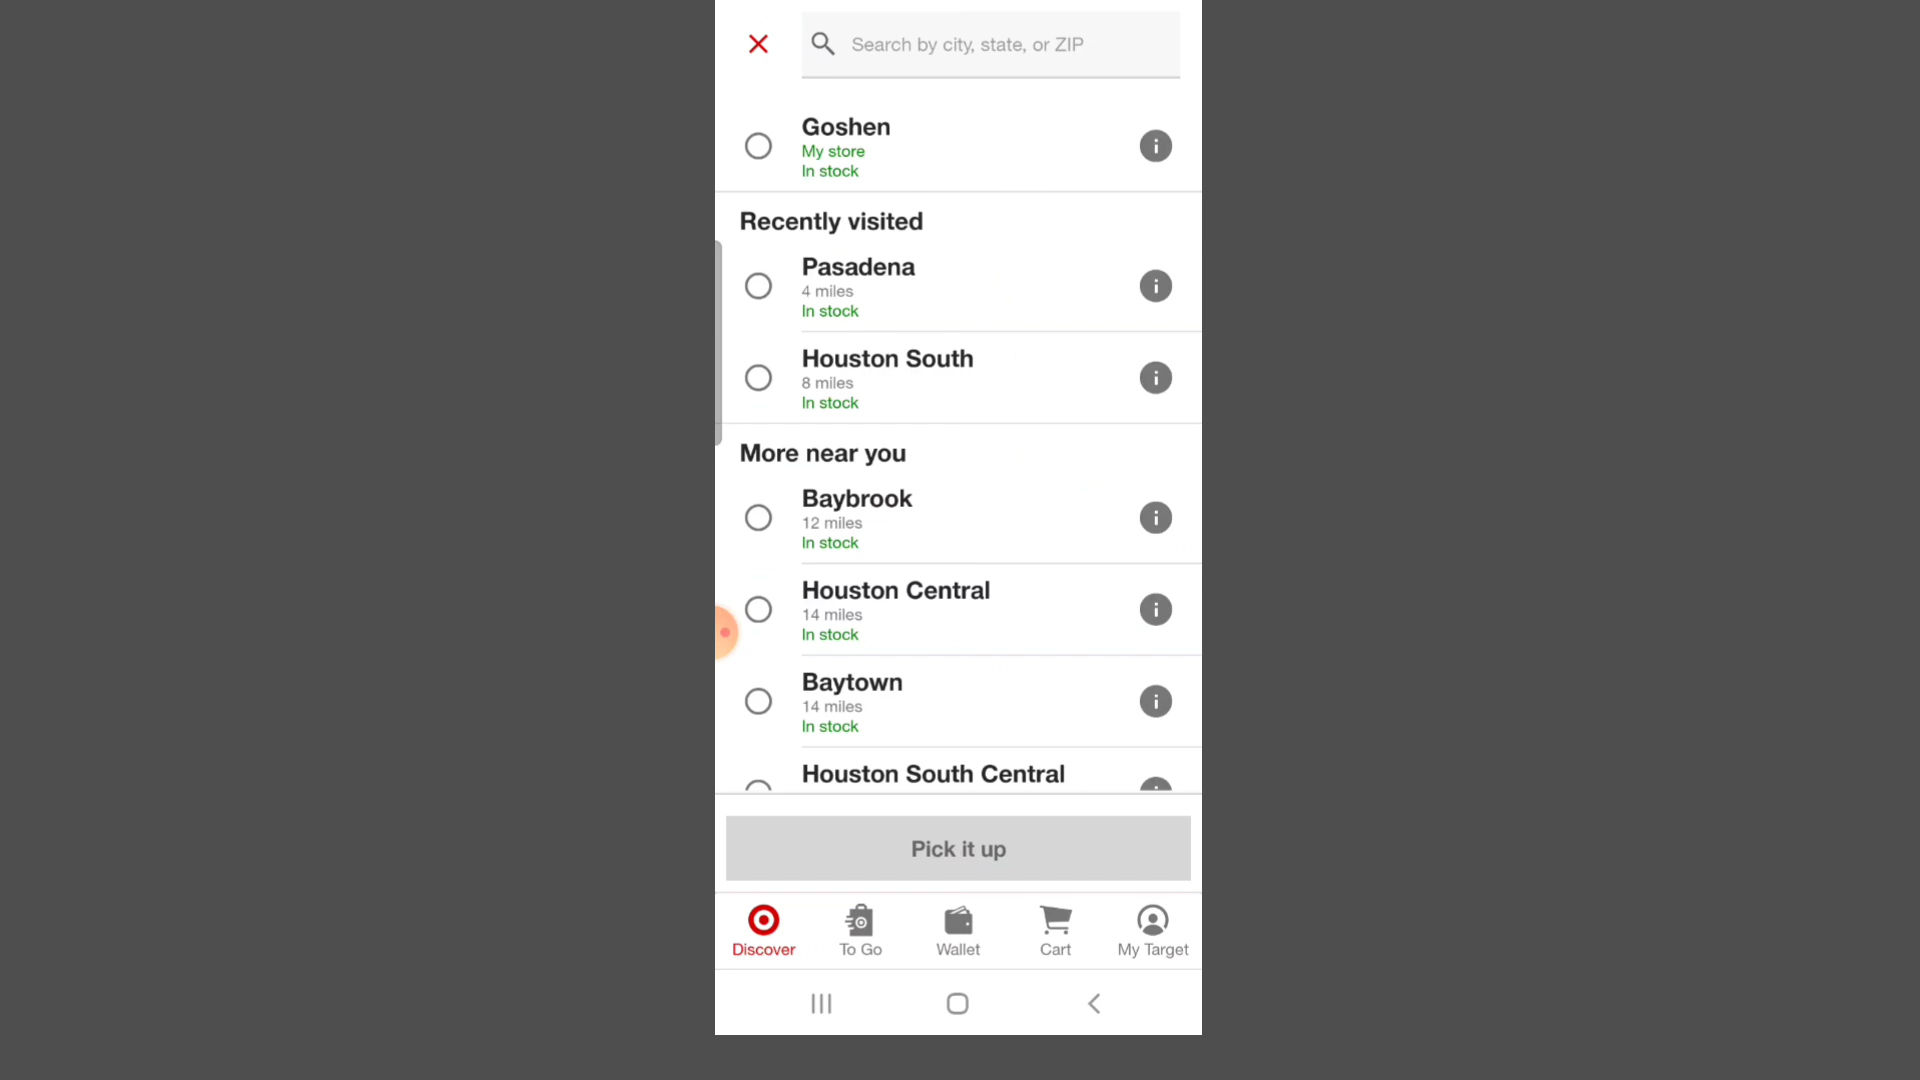 Search by city, state, or ZIP
Goshen
My store
In stock
Recently visited
Pasadena
4 miles
In stock
Houston South
8 miles
In stock
More near you
Baybrook
12 miles
In stock
Houston Central
14 miles
In stock
Baytown
14 miles
In stock
Houston South Central
Pick it up
Discover
To Go
Wallet
Cart
My Target